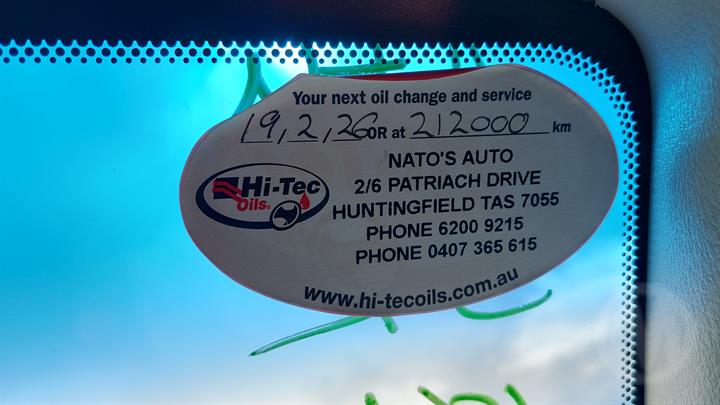 Your next oil change and service
19, 2, 26 OR at 212000 km
Hi-Tec
Oils®
NATO'S AUTO
2/6 PATRIACH DRIVE
HUNTINGFIELD TAS 7055
PHONE 6200 9215
PHONE 0407 365 615
www.hi-tecoils.com.au